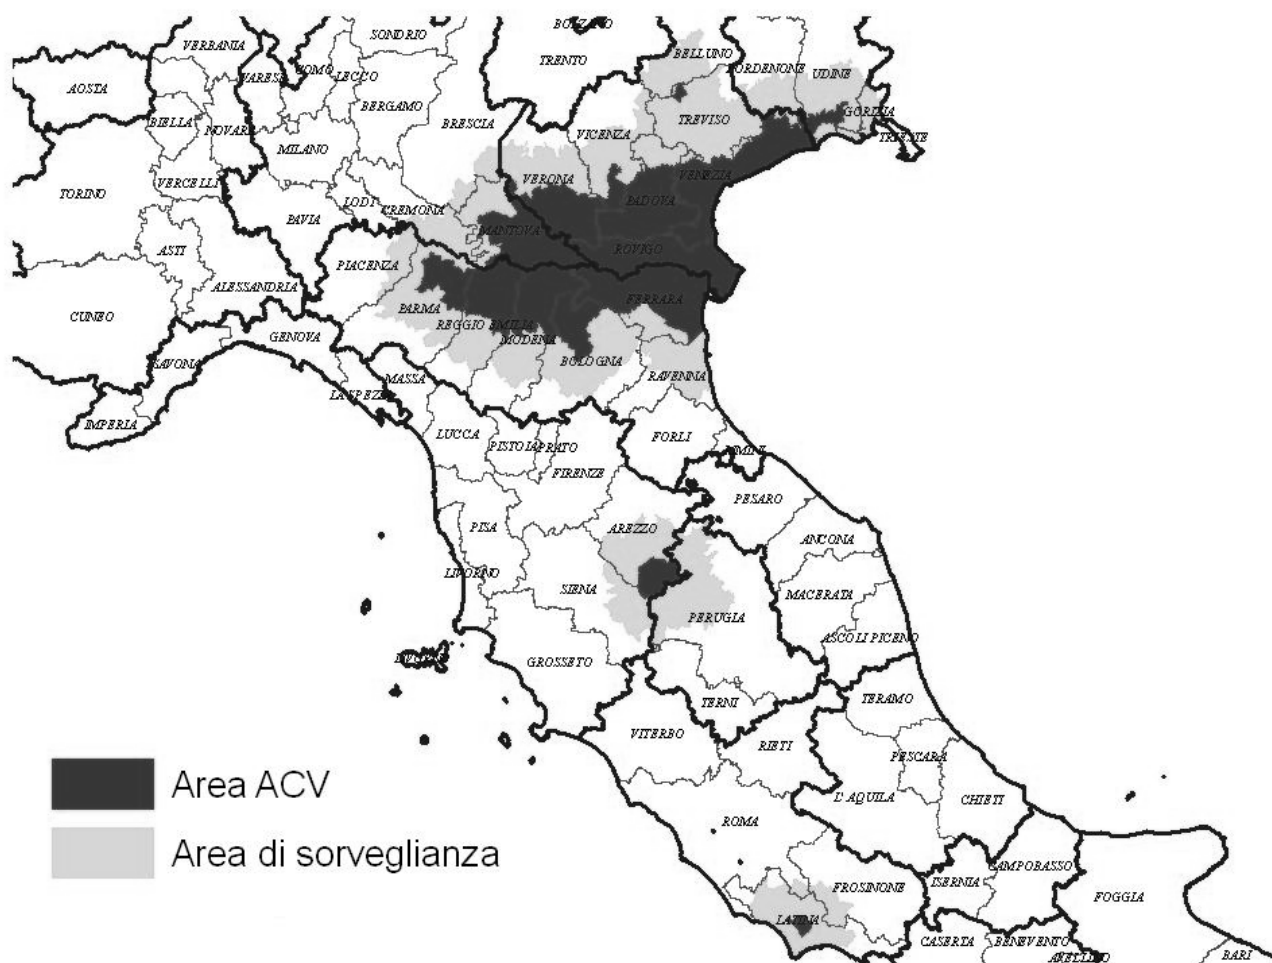 BOLZANO
SONDRIO
VERBANIA
TRENTO
BELLUNO
COMO
LECCO
VARESE
UDINE
AOSTA
BERGAMO
GORIZIA
BIELLA
NOVARA
BRESCIA
VICENZA
TREVISO
TRIESTE
MILANO
VENEZIA
VERCELLI
VERONA
TORINO
LODI
CREMONA
PADOVA
PAVIA
MANTOVA
ASTI
ROVIGO
PIACENZA
ALESSANDRIA
FERRARA
PARMA
CUNEO
REGGIO EMILIA
GENOVA
MODENA
SAVONA
BOLOGNA
MASSA
RAVENNA
LA SPEZIA
IMPERIA
LUCCA
PISTOIA
PRATO
FORLI
FIRENZE
PESARO
PISA
AREZZO
ANCONA
LIVORNO
SIENA
MACERATA
PERUGIA
ASCOLI PICENO
GROSSETO
TERNI
TERAMO
VITERBO
RIETI
PESCARA
Area ACV
L'AQUILA
CHIETI
ROMA
Area di sorveglianza
CAMPOBASSO
FROSINONE
ISERNIA
FOGGIA
LATINA
CASERTA
BENEVENTO
AVELLINO
BARI